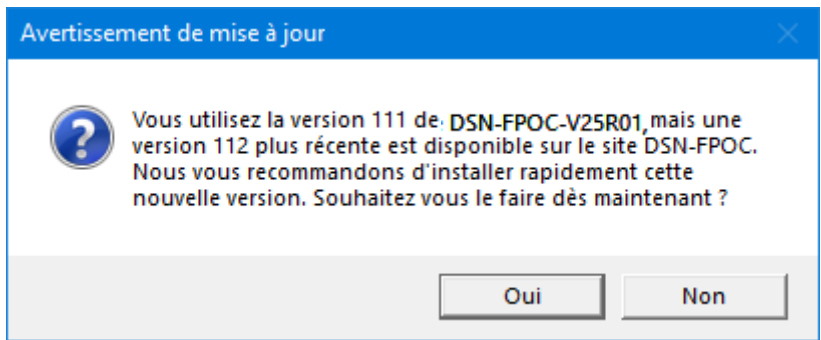 Avertissement de mise à jour
Vous utilisez la version 111 de DSN-FPOC-V25R01, mais une
version 112 plus récente est disponible sur le site DSN-FPOC.
Nous vous recommandons d'installer rapidement cette
nouvelle version. Souhaitez vous le faire dès maintenant ?
Oui
Non